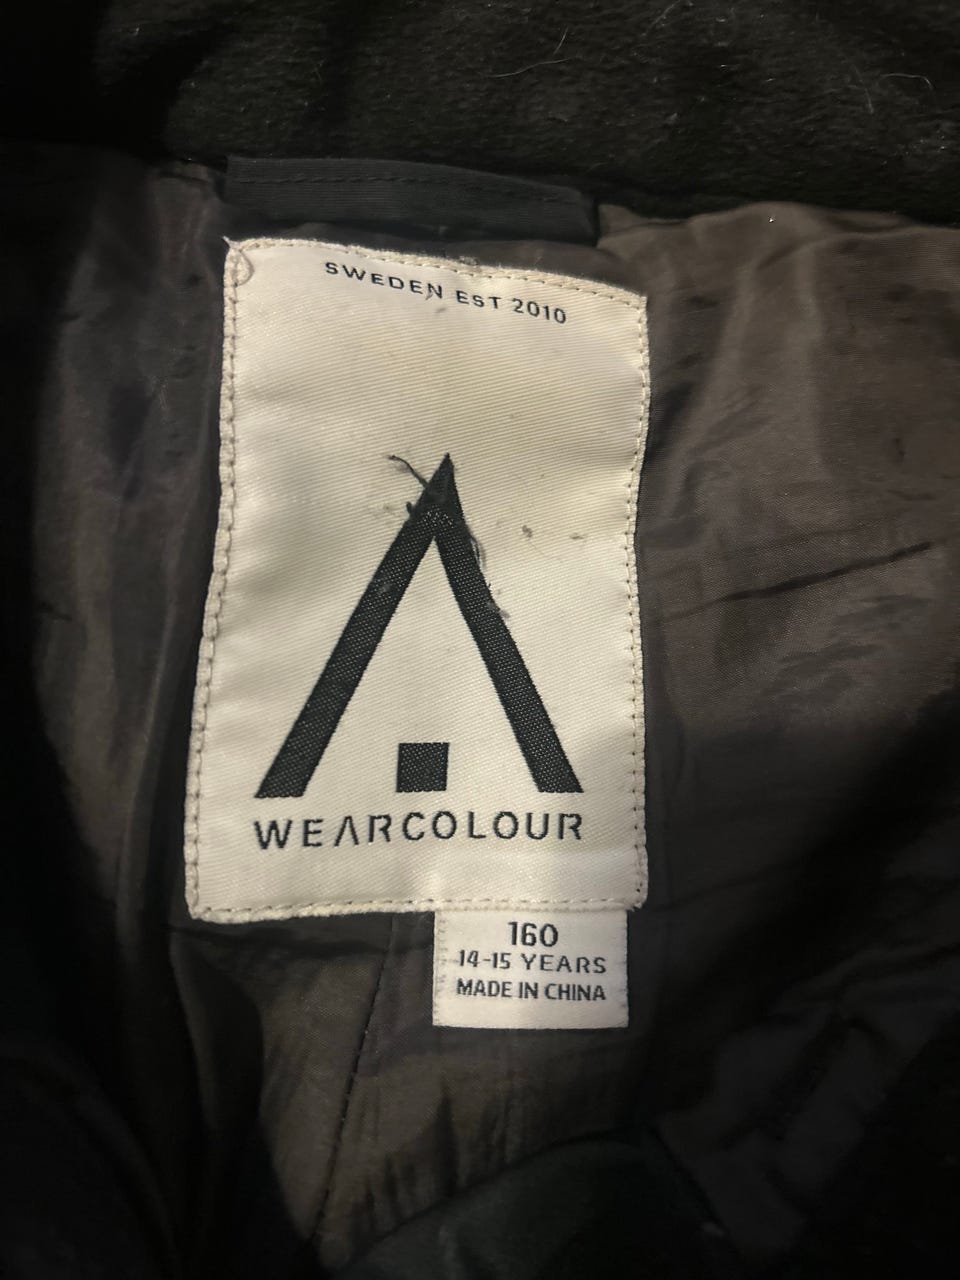 SWEDEN EST 2010
WEARCOLOUR
160
14-15 YEARS
MADE IN CHINA